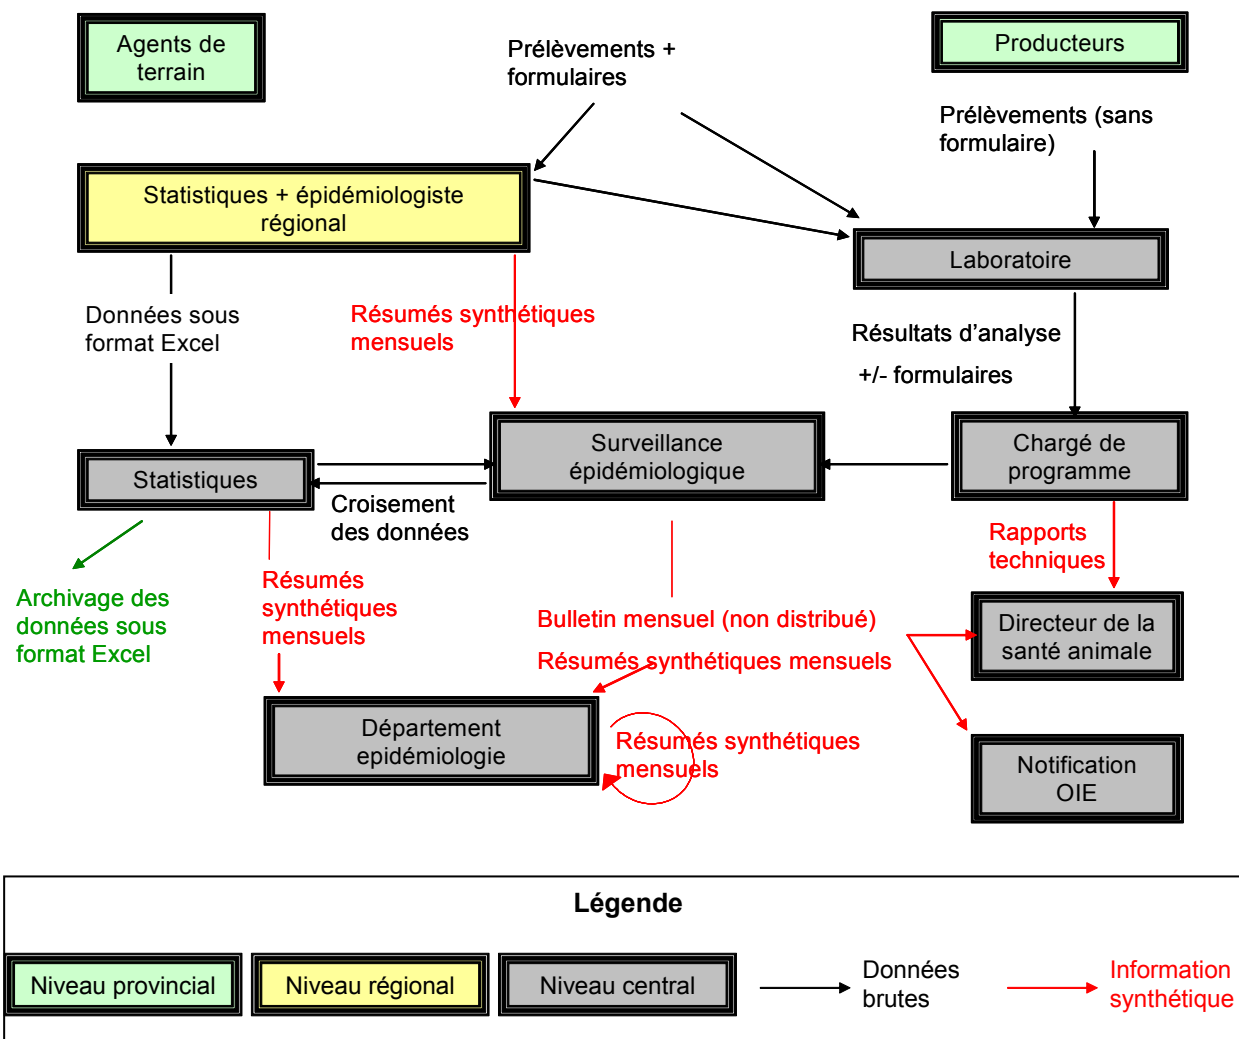 Agents de
terrain
Prélèvements +
formulaires
Producteurs
Prélèvements (sans
formulaire)
Statistiques + épidémiologiste
régional
Laboratoire
Données sous
format Excel
Résumés synthétiques
mensuels
Résultats d’analyse
+/- formulaires
Surveillance
épidémiologique
Chargé de
programme
Statistiques
Croisement
des données
Rapports
techniques
Archivage des
données sous
format Excel
Résumés
synthétiques
mensuels
Bulletin mensuel (non distribué)
Résumés synthétiques mensuels
Directeur de la
santé animale
Département
epidémiologie
Résumés synthétiques
mensuels
Notification
OIE
Légende
Niveau provincial
Niveau régional
Niveau central
Données
brutes
Information
synthétique